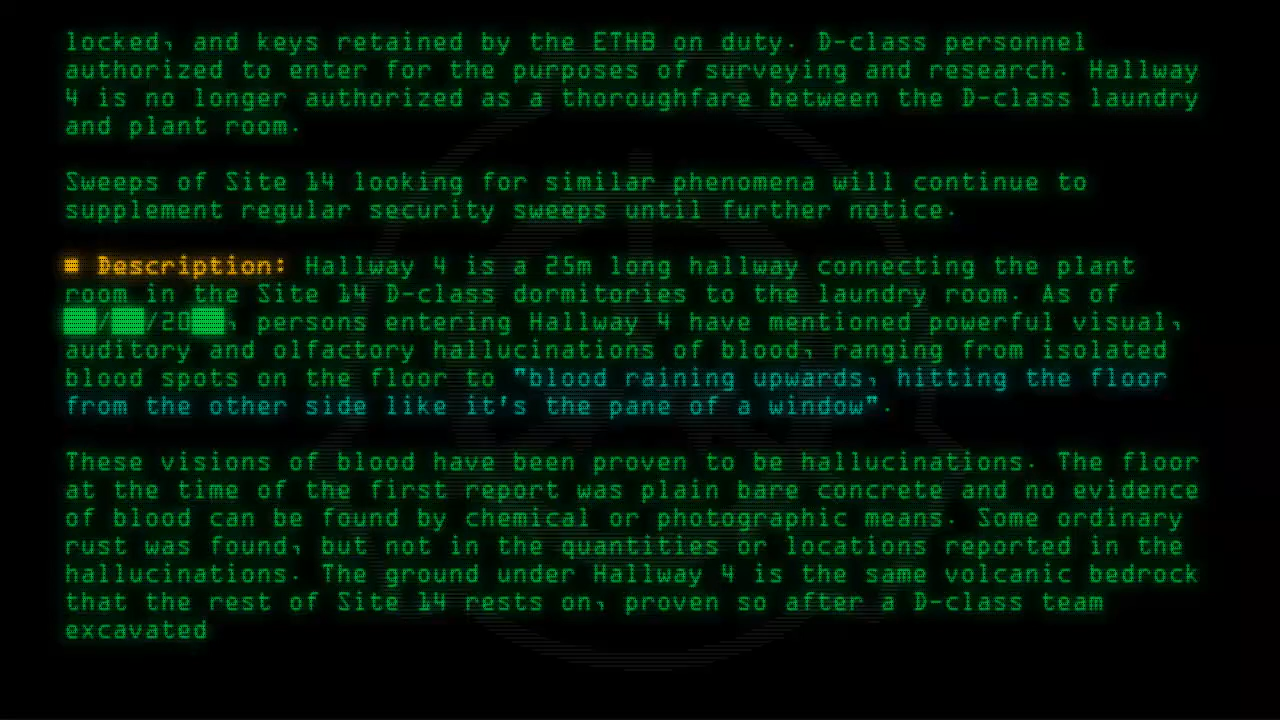 locked, and keys retained by the ETHB on duty. D-class personnel
authorized to enter for the purposes of surveying and research. Hallway
4 is no longer authorized as a thoroughfare between the D-class laundry
and plant room.
Sweeps of Site 14 looking for similar phenomena will continue to
supplement regular security sweeps until further notice.
■ Description: Hallway 4 is a 25m long hallway connecting the plant
room in the Site 14 D-class dormitories to the laundry room. As of
██/██/20██, persons entering Hallway 4 have mentioned powerful visual,
auditory and olfactory hallucinations of blood, ranging from isolated
blood spots on the floor to "blood raining upwards, hitting the floor
from the other side like it's the pane of a window".
These visions of blood have been proven to be hallucinations. The floor
at the time of the first report was plain bare concrete and no evidence
of blood can be found by chemical or photographic means. Some ordinary
rust was found, but not in the quantities or locations reported in the
hallucinations. The ground under Hallway 4 is the same volcanic bedrock
that the rest of Site 14 rests on, proven so after a D-class team
excavated